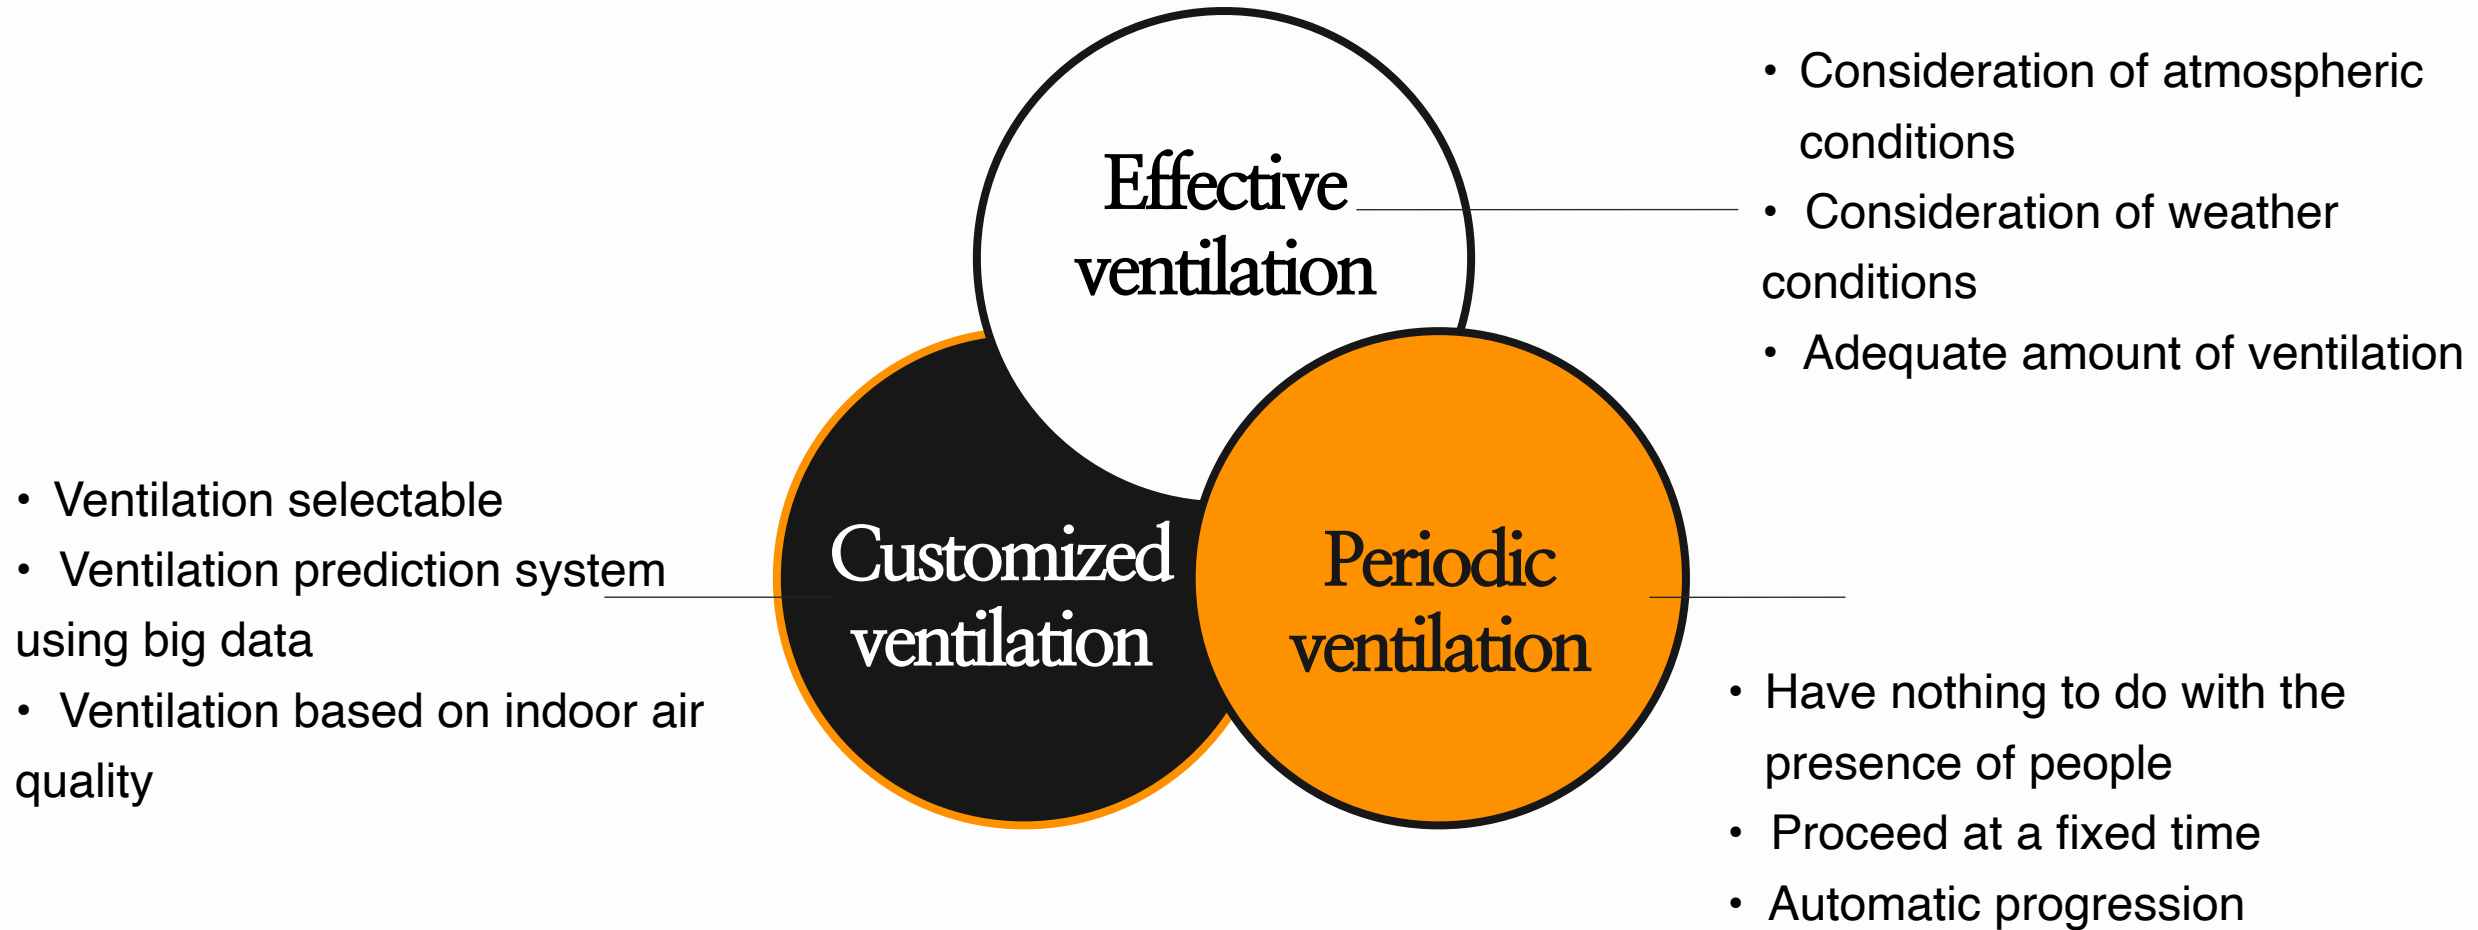 Effective
ventilation
• Consideration of atmospheric
conditions
• Consideration of weather
conditions
• Adequate amount of ventilation
• Ventilation selectable
• Ventilation prediction system
using big data
• Ventilation based on indoor air
quality
Customized
ventilation
Periodic
ventilation
• Have nothing to do with the
presence of people
• Proceed at a fixed time
• Automatic progression